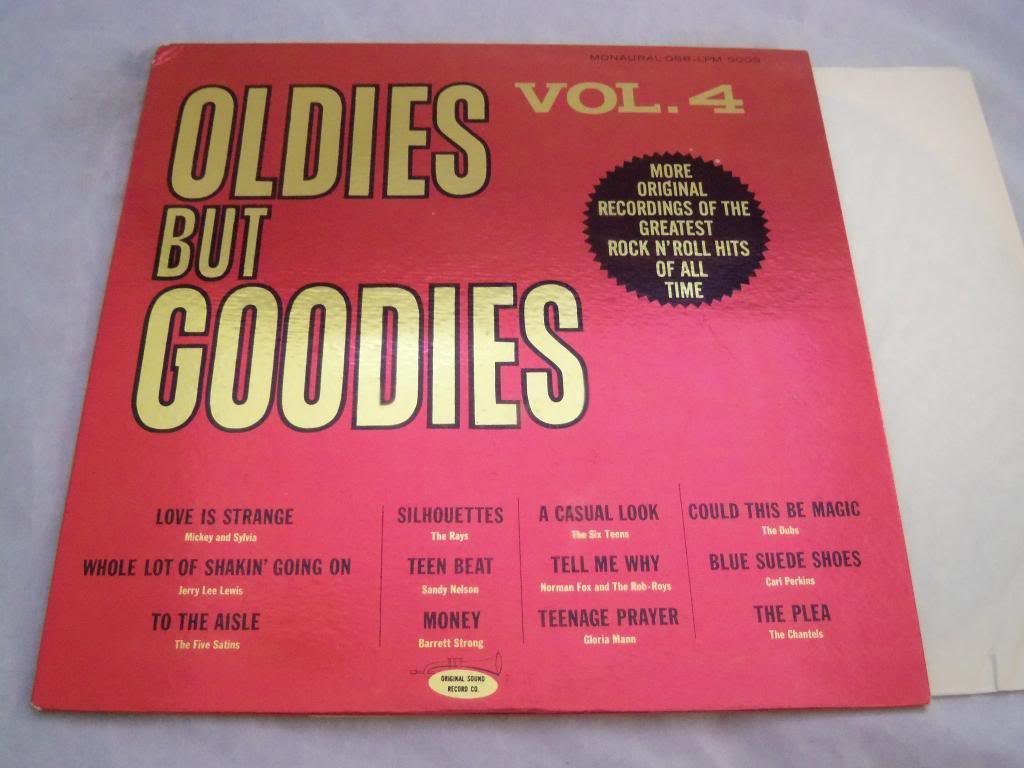 MONAURAL OSR-LPM 5005
OLDIES
VOL. 4
BUT
GOODIES
MORE
ORIGINAL
RECORDINGS OF THE
GREATEST
ROCK N' ROLL HITS
OF ALL
TIME
LOVE IS STRANGE
Mickey and Sylvia
WHOLE LOT OF SHAKIN' GOING ON
Jerry Lee Lewis
TO THE AISLE
The Five Satins
SILHOUETTES
The Rays
TEEN BEAT
Sandy Nelson
MONEY
Barrett Strong
A CASUAL LOOK
The Six Teens
TELL ME WHY
Norman Fox and The Rob-Roys
TEENAGE PRAYER
Gloria Mann
COULD THIS BE MAGIC
The Dubs
BLUE SUEDE SHOES
Carl Perkins
THE PLEA
The Chantels
ORIGINAL SOUND
RECORD CO.